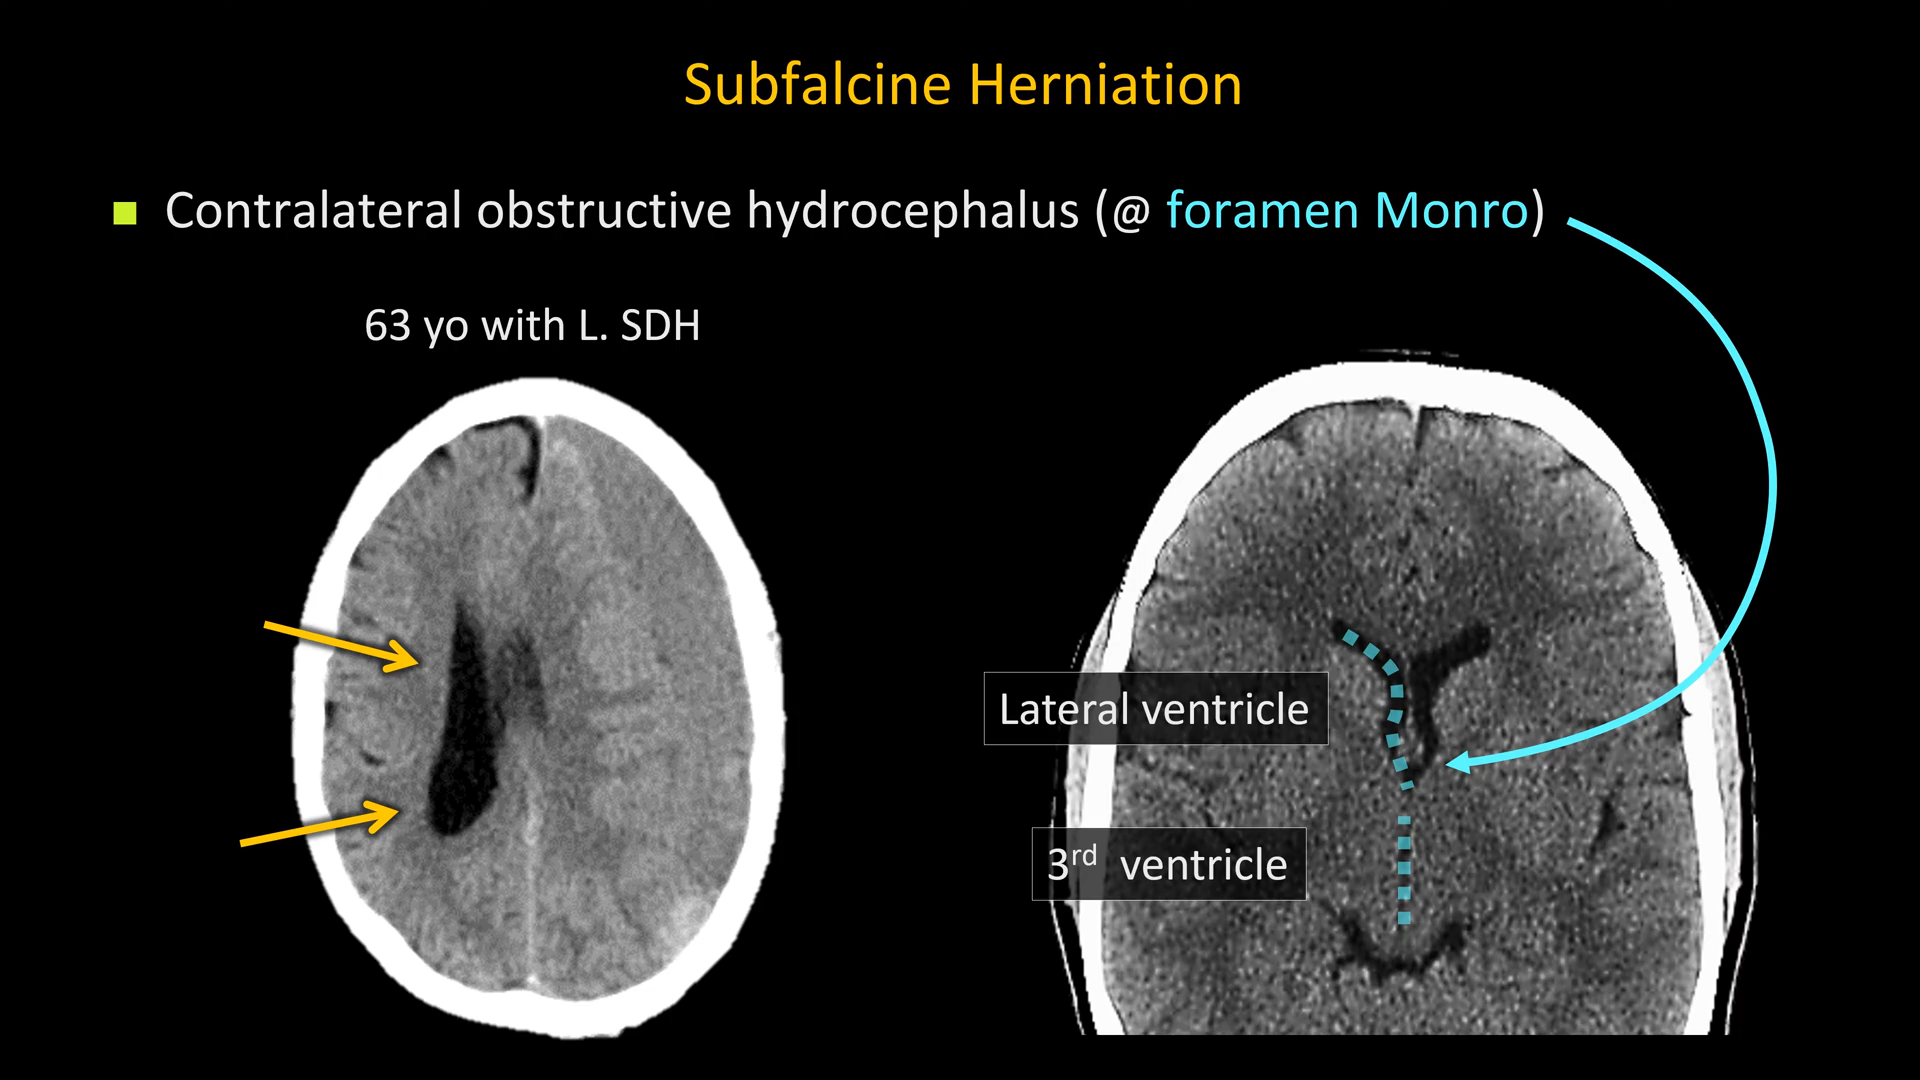 Subfalcine Herniation
Contralateral obstructive hydrocephalus (@ foramen Monro)
63 yo with L. SDH
Lateral ventricle
3rd ventricle